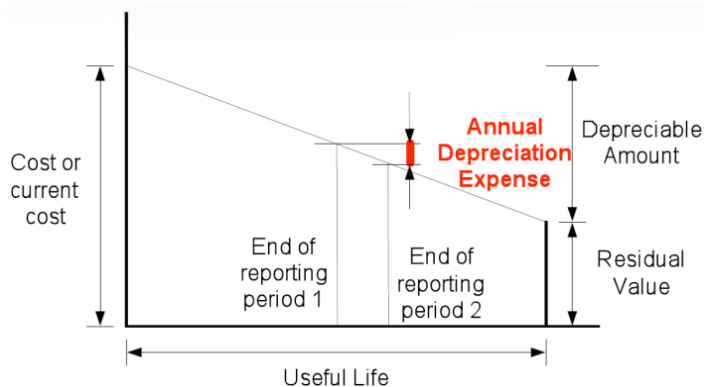 Annual
Depreciation
Expense
Depreciable
Amount
Cost or
current
cost
End of
reporting
period 1
End of
reporting
period 2
Residual
Value
Useful Life